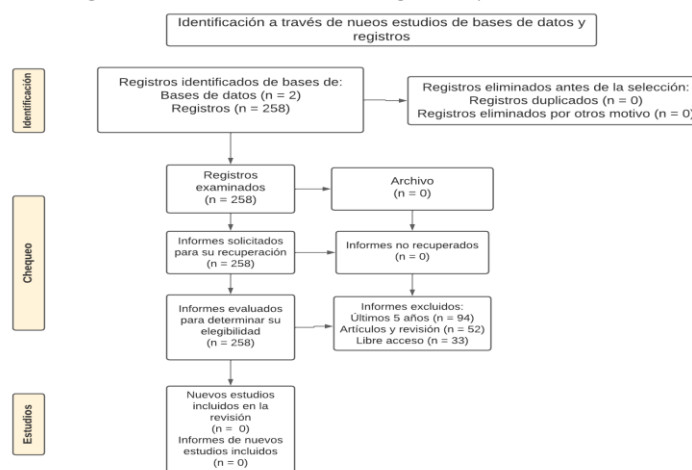 Identificación a través de nueos estudios de bases de datos y
registros
Identificación
Registros identificados de bases de:
Bases de datos (n = 2)
Registros (n = 258)
Registros eliminados antes de la selección:
Registros duplicados (n = 0)
Registros eliminados por otros motivo (n = 0)
Chequeo
Registros
examinados
(n = 258)
Archivo
(n = 0)
Informes solicitados
para su recuperación
(n = 258)
Informes no recuperados
(n = 0)
Informes evaluados
para determinar su
elegibilidad
(n = 258)
Informes excluidos:
Últimos 5 años (n = 94)
Artículos y revisión (n = 52)
Libre acceso (n = 33)
Estudios
Nuevos estudios
incluidos en la
revisión
(n = 0)
Informes de nuevos
estudios incluidos
(n = 0)